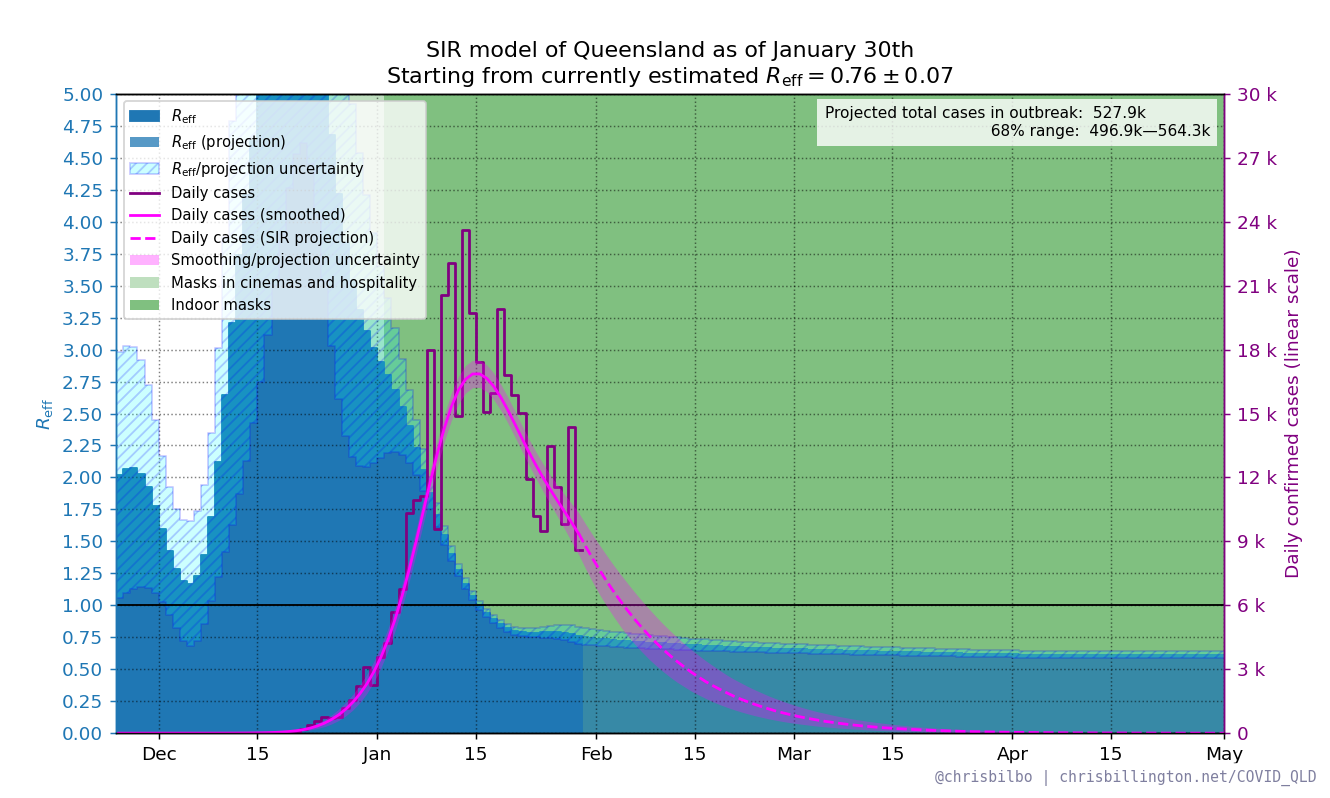 SIR model of Queensland as of January 30th
Starting from currently estimated R_eff = 0.76 ± 0.07
R_eff
R_eff (projection)
R_eff/projection uncertainty
Daily cases
Daily cases (smoothed)
Daily cases (SIR projection)
Smoothing/projection uncertainty
Masks in cinemas and hospitality
Indoor masks
Projected total cases in outbreak: 527.9k
68% range: 496.9k—564.3k
5.00
4.75
4.50
4.25
4.00
3.75
3.50
3.25
3.00
2.75
2.50
2.25
2.00
1.75
1.50
1.25
1.00
0.75
0.50
0.25
0.00
R_eff
30 k
27 k
24 k
21 k
18 k
15 k
12 k
9 k
6 k
3 k
0
Daily confirmed cases (linear scale)
Dec 15 Jan 15 Feb 15 Mar 15 Apr 15 May
@chrisbilbo | chrisbillington.net/COVID_QLD